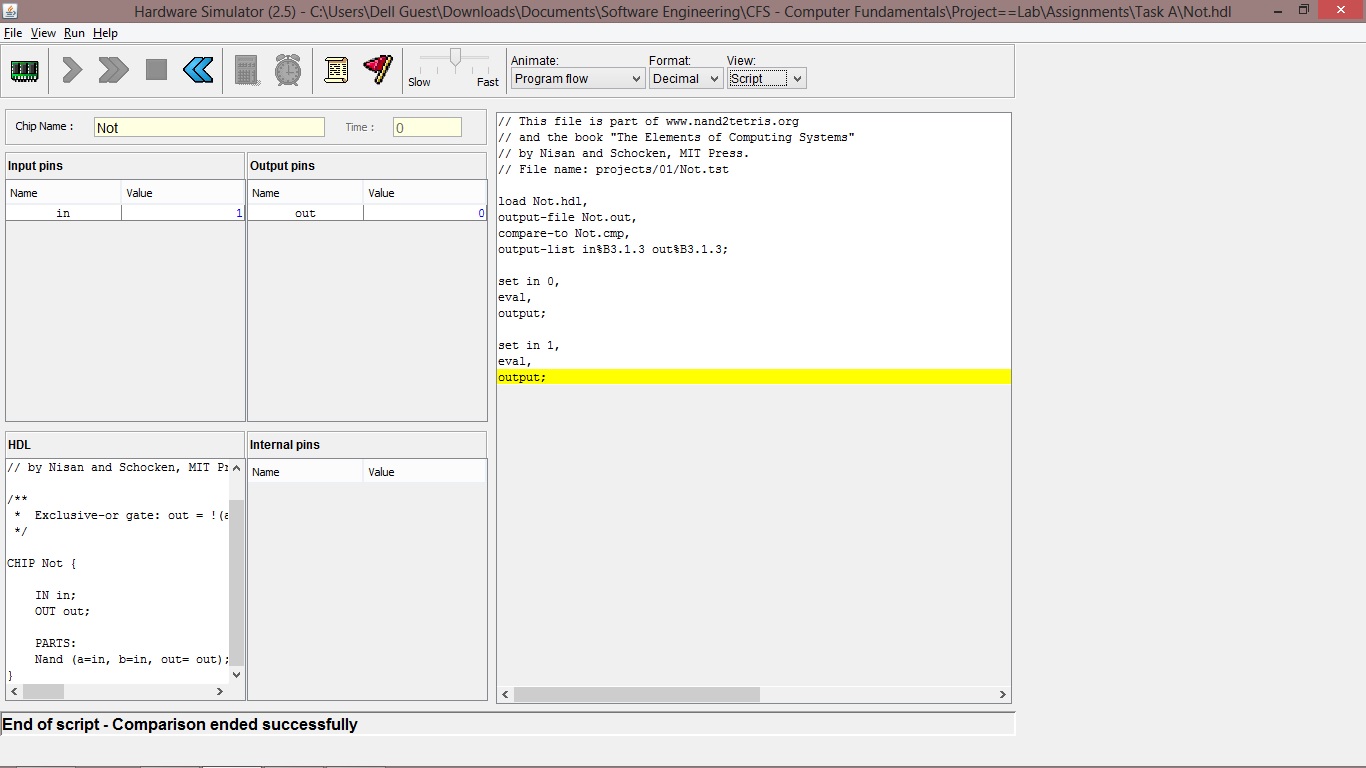 Hardware Simulator (2.5) - C:\Users\Dell Guest\Downloads\Documents\Software Engineering\CFS - Computer Fundamentals\Project==Lab\Assignments\Task A\Not.hdl
File View Run Help
Slow Fast
Animate: Format: View:
Program flow Decimal Script
Chip Name : Not Time : 0
Input pins Output pins
Name Value Name Value
in 1 out 0
// This file is part of www.nand2tetris.org
// and the book "The Elements of Computing Systems"
// by Nisan and Schocken, MIT Press.
// File name: projects/01/Not.tst
load Not.hdl,
output-file Not.out,
compare-to Not.cmp,
output-list in%B3.1.3 out%B3.1.3;
set in 0,
eval,
output;
set in 1,
eval,
output;
HDL
// by Nisan and Schocken, MIT Pr
/**
* Exclusive-or gate: out = !(a
*/
CHIP Not {
IN in;
OUT out;
PARTS:
Nand (a=in, b=in, out= out);
}
Internal pins
Name Value
End of script - Comparison ended successfully